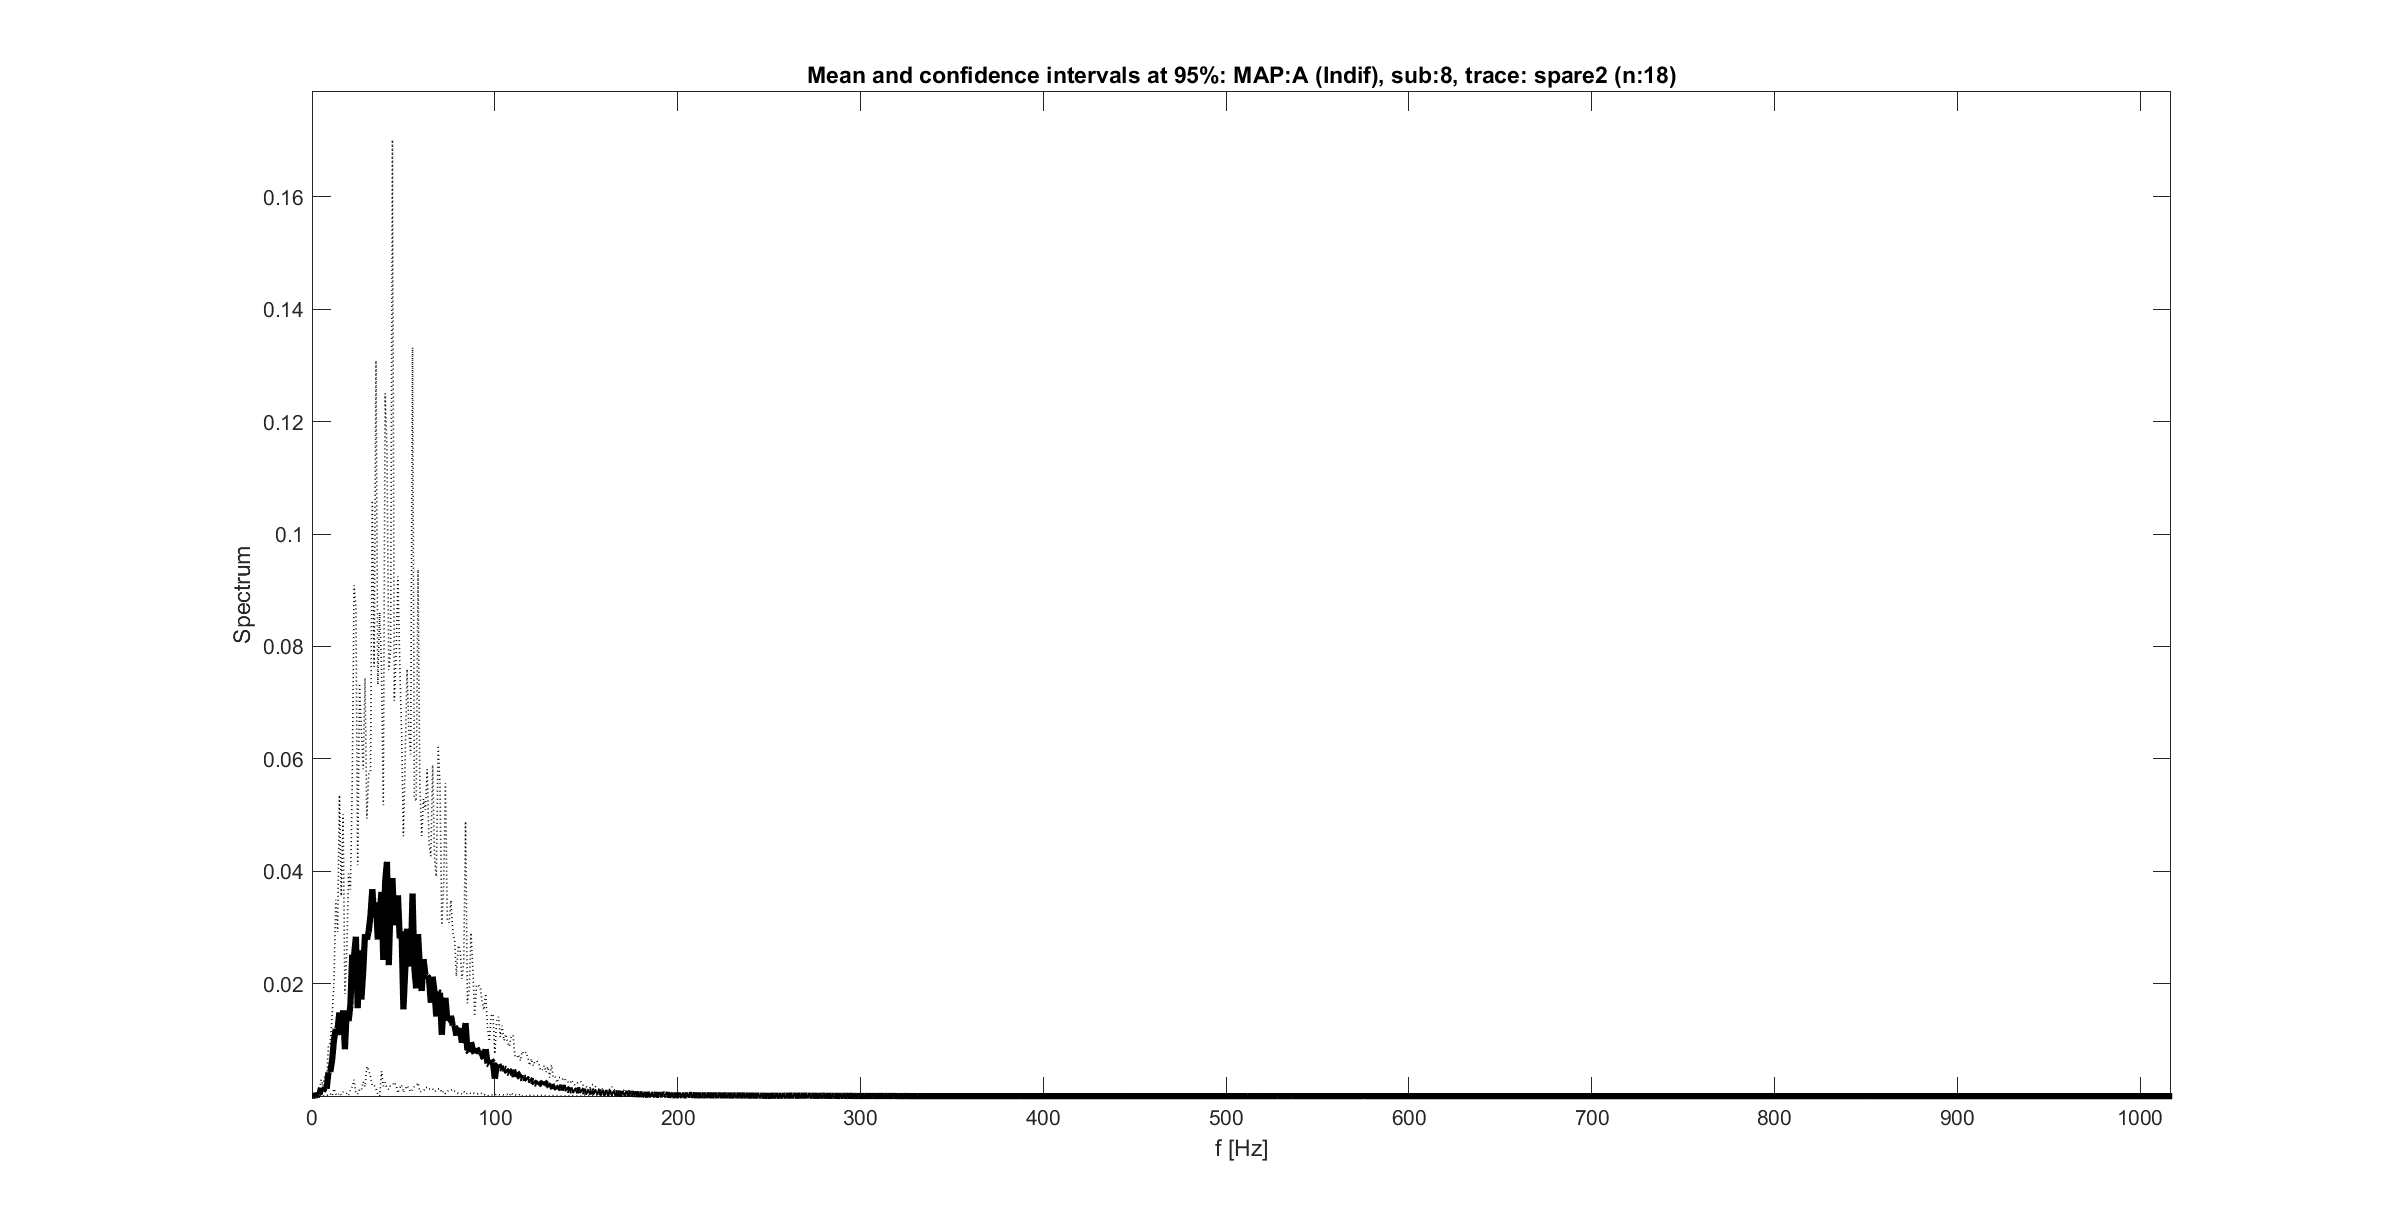 Mean and confidence intervals at 95%: MAP:A (Indif), sub:8, trace: spare2 (n:18)
0.16
0.14
0.12
0.1
0.08
0.06
0.04
0.02
Spectrum
0 100 200 300 400 500 600 700 800 900 1000
f [Hz]